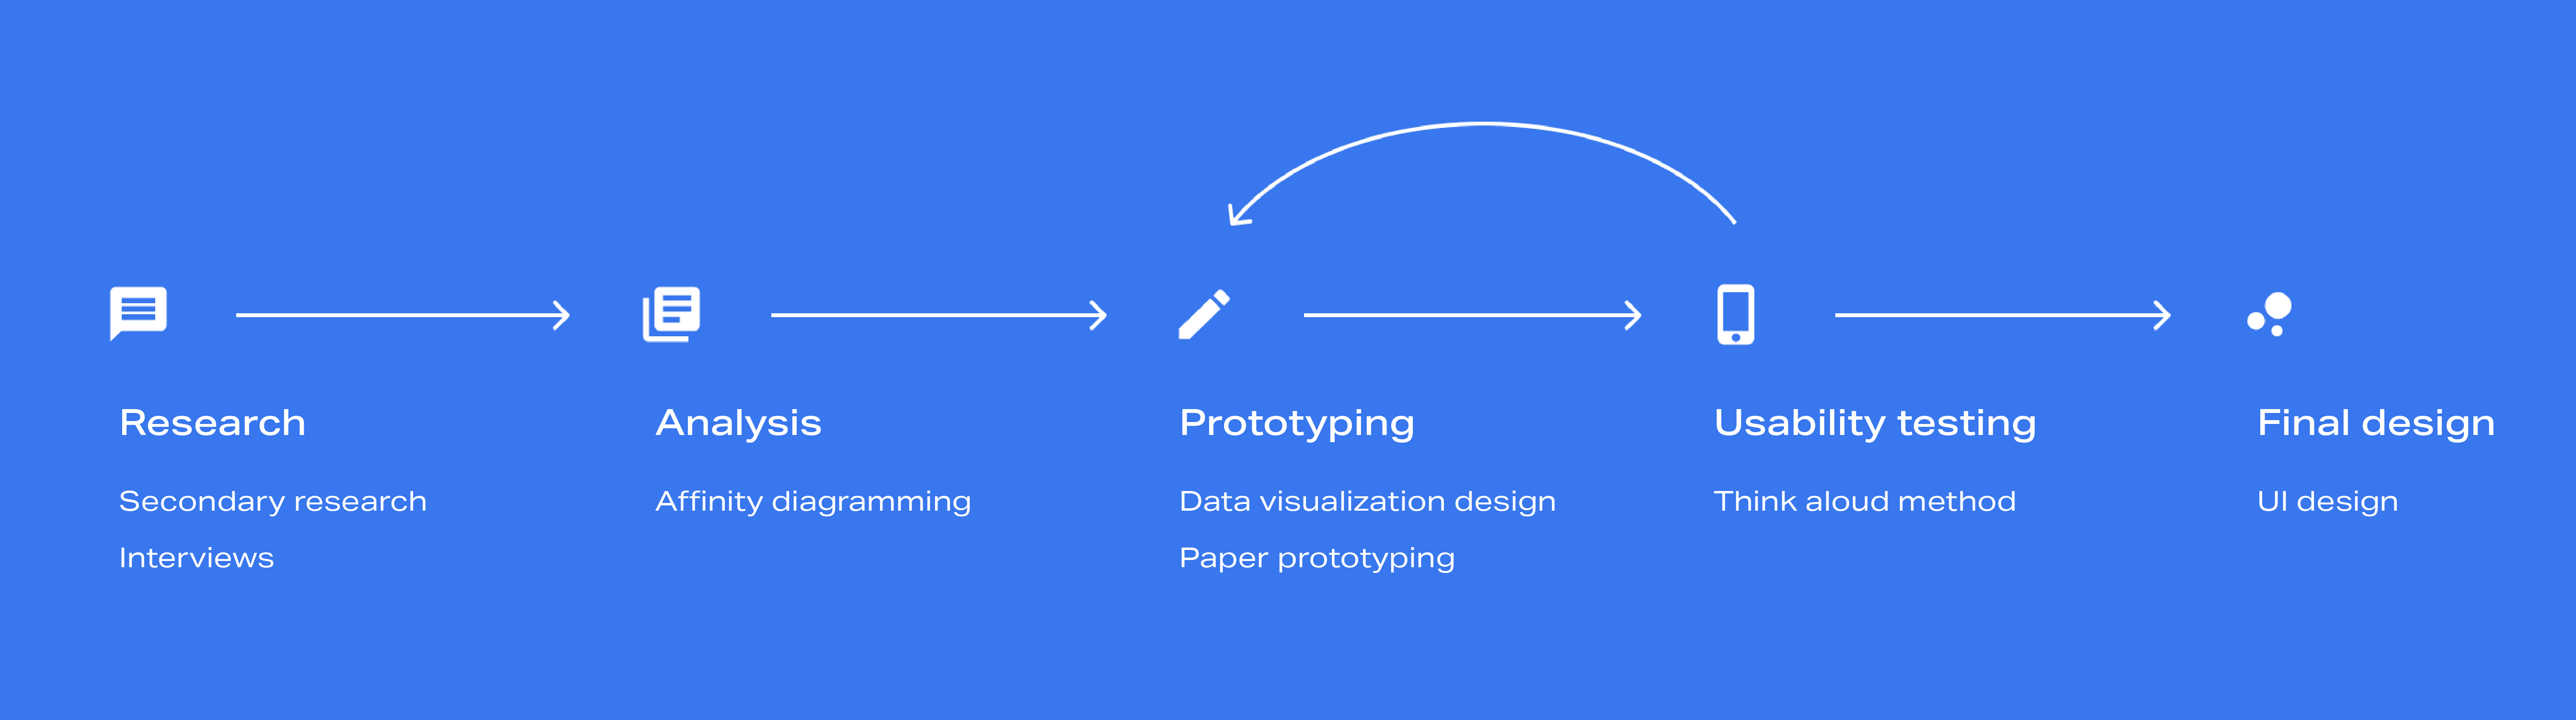 Research
Secondary research
Interviews
Analysis
Affinity diagramming
Prototyping
Data visualization design
Paper prototyping
Usability testing
Think aloud method
Final design
UI design